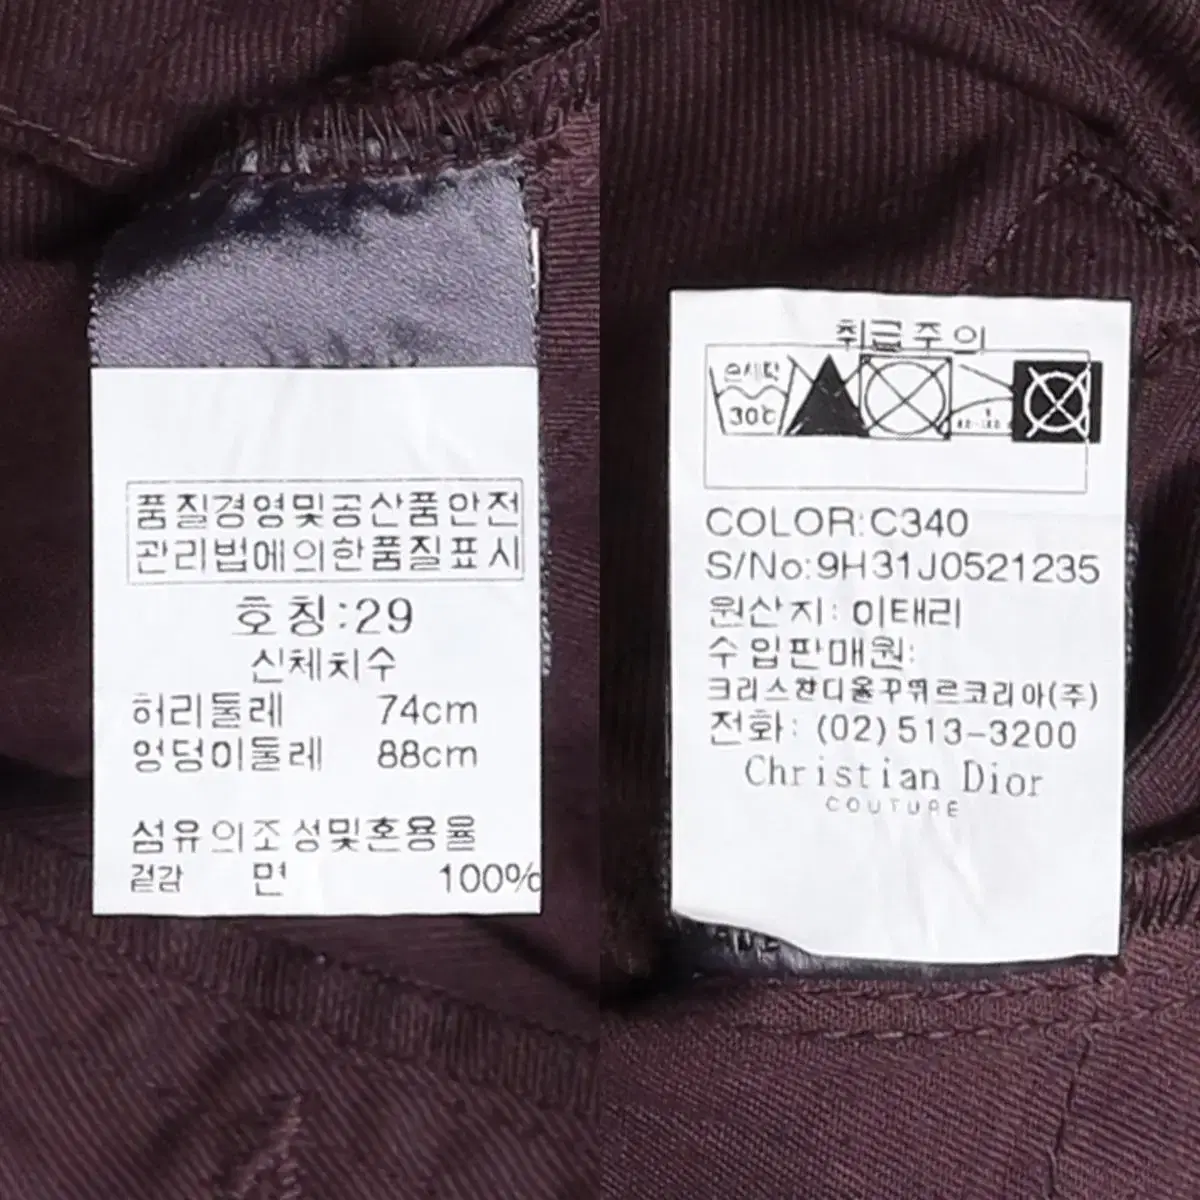 품질경영및공산품안전
관리법에의한품질표시
호칭:29
신체치수
허리둘레 74cm
엉덩이둘레 88cm
섬유의조성및혼용율
겉감 면 100%
취급주의
손세탁
30℃
COLOR:C340
S/No:9H31J0521235
원산지: 이태리
수입판매원:
크리스챤디올꾸뛰르코리아(주)
전화: (02)513-3200
Christian Dior
COUTURE